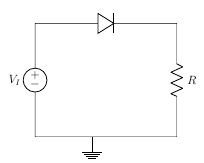 V_I + −
R